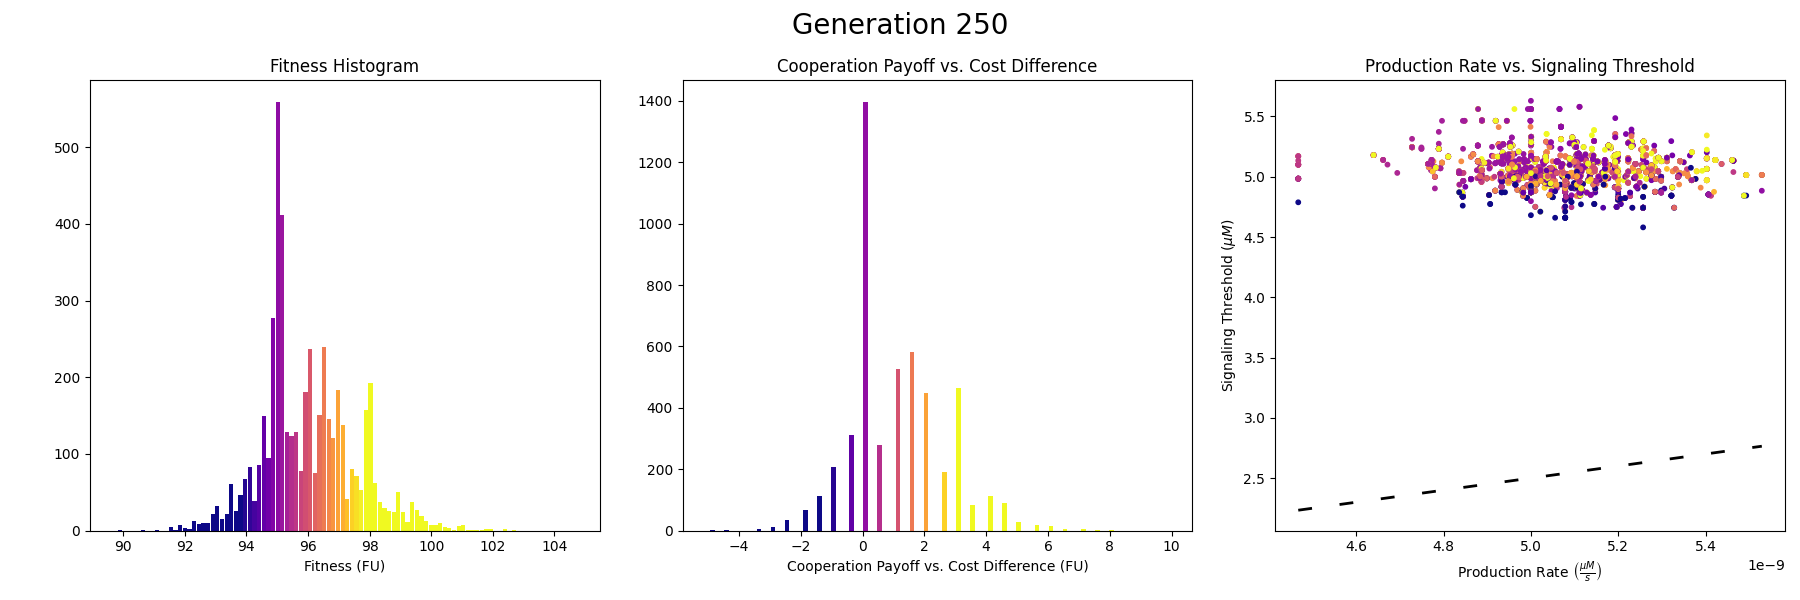 Generation 250
Fitness Histogram
500
400
300
200
100
0
90 92 94 96 98 100 102 104
Fitness (FU)
Cooperation Payoff vs. Cost Difference
1400
1200
1000
800
600
400
200
0
−4 −2 0 2 4 6 8 10
Cooperation Payoff vs. Cost Difference (FU)
Production Rate vs. Signaling Threshold
Signaling Threshold (μM)
5.5
5.0
4.5
4.0
3.5
3.0
2.5
4.6 4.8 5.0 5.2 5.4
1e−9
Production Rate (μM/s)